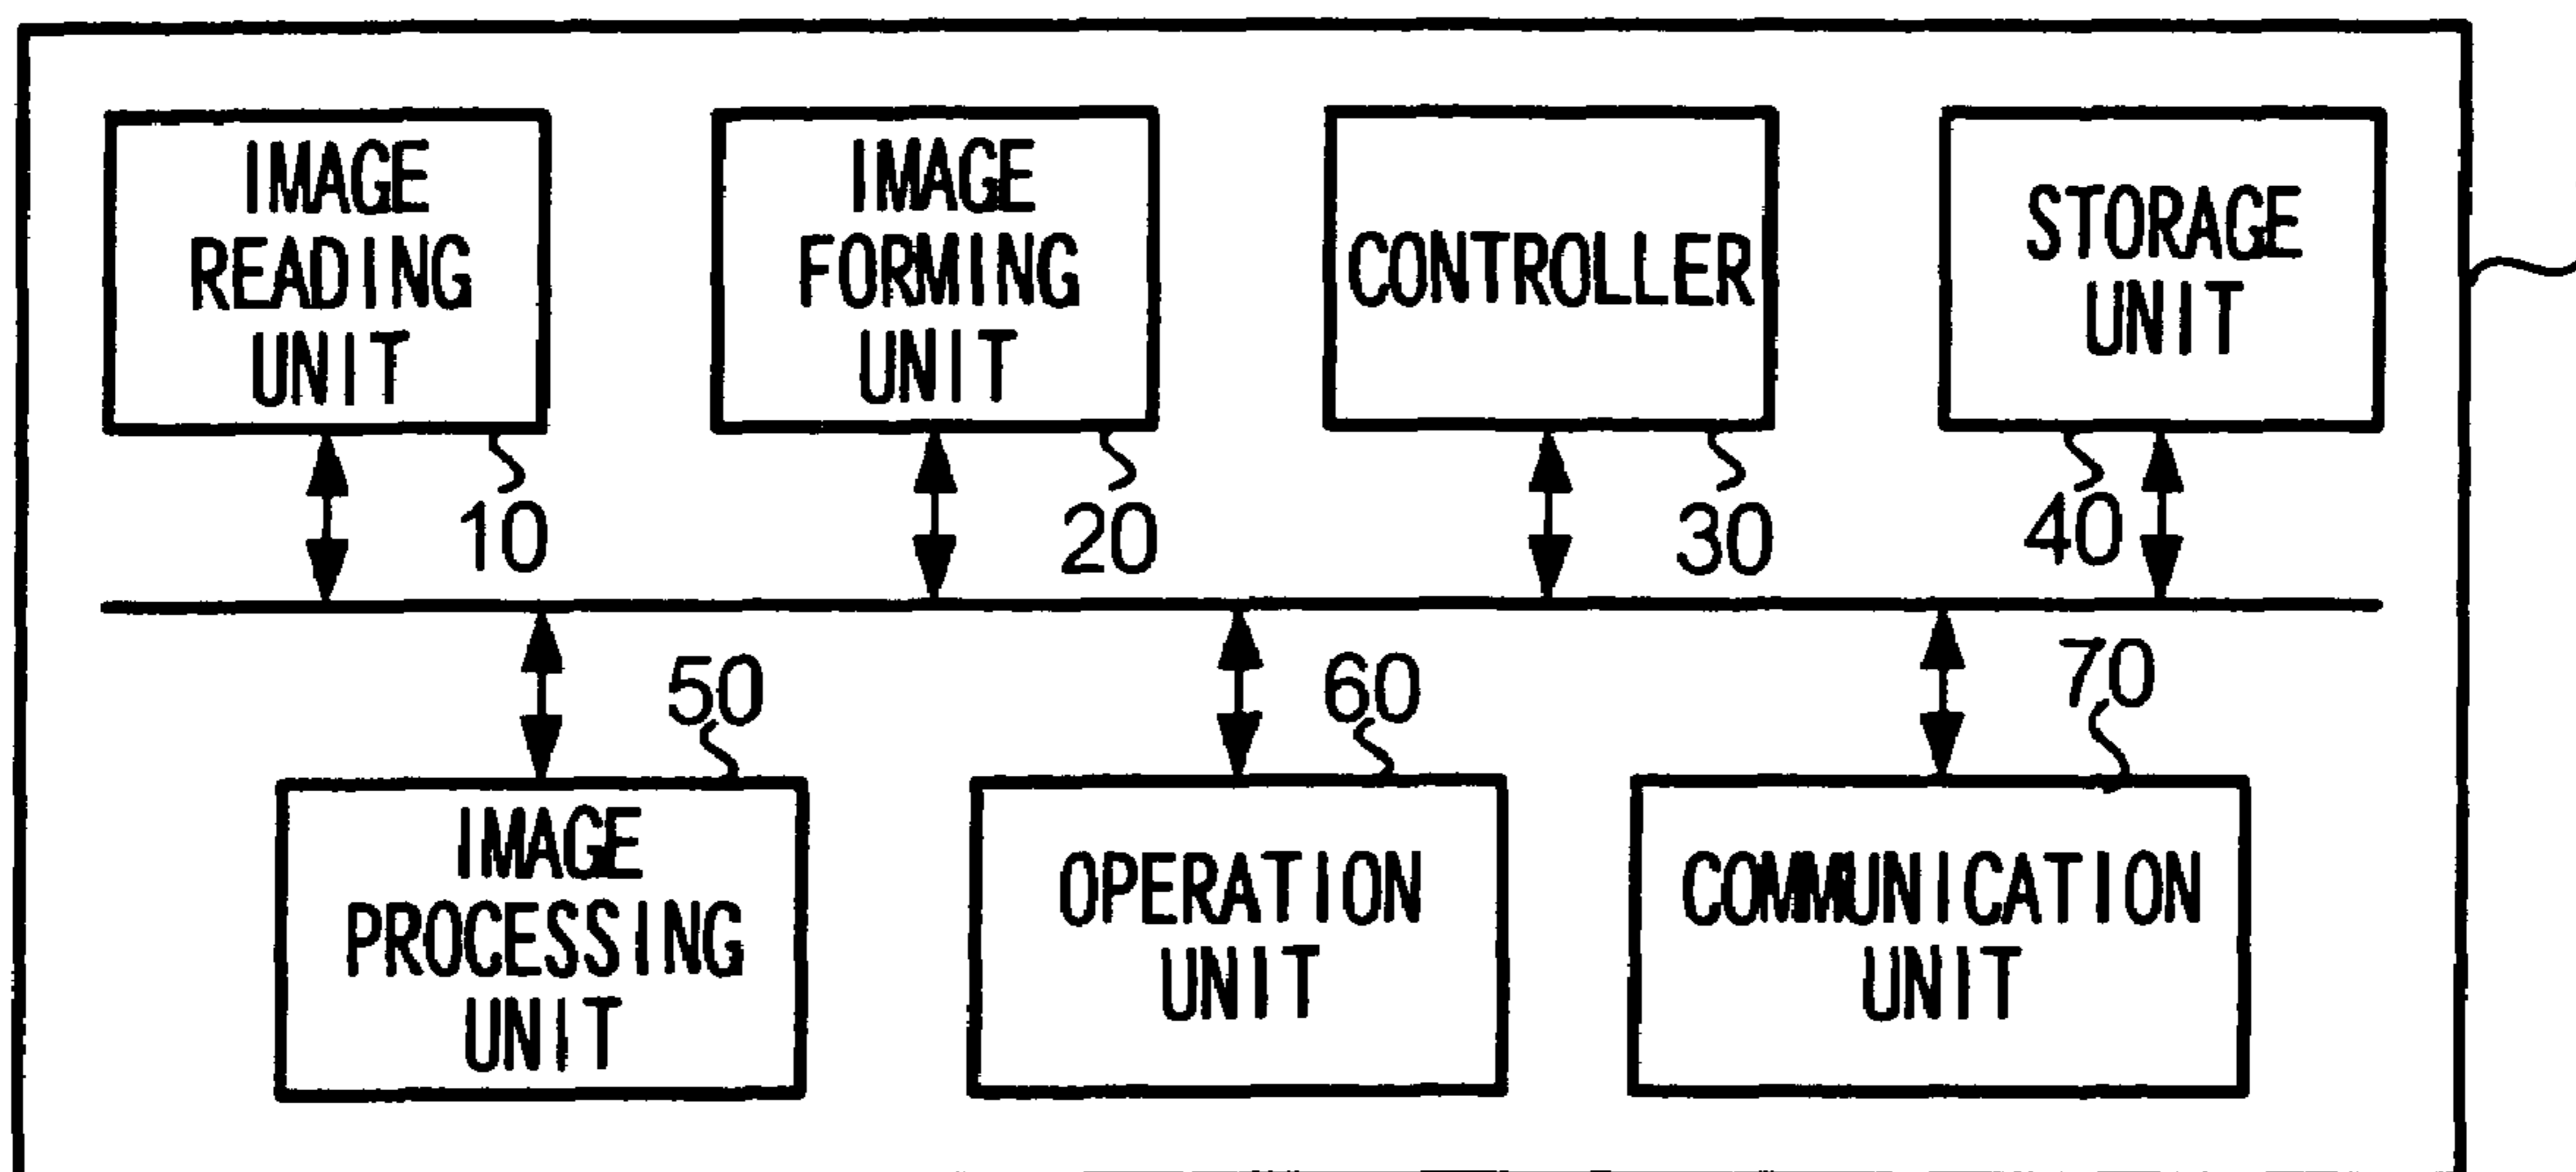 IMAGE
READING
UNIT
IMAGE
FORMING
UNIT
CONTROLLER
STORAGE
UNIT
10
20
30
40
50
60
70
IMAGE
PROCESSING
UNIT
OPERATION
UNIT
COMMUNICATION
UNIT